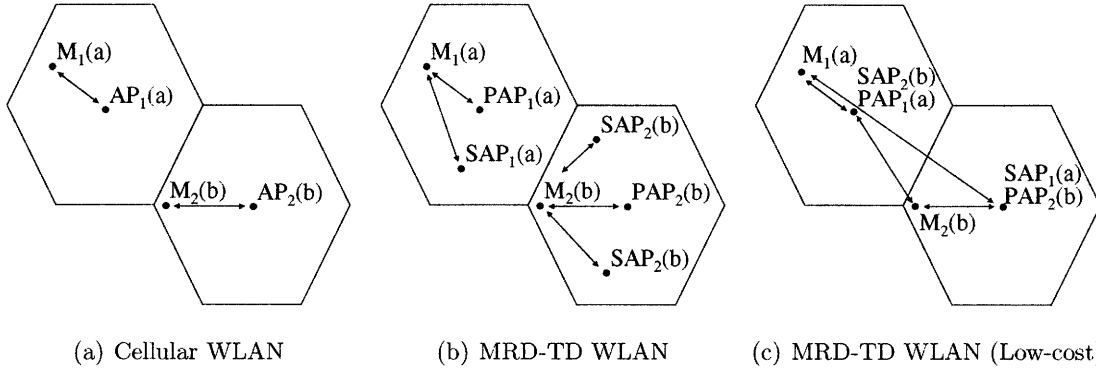 M₁(a)
AP₁(a)
M₂(b)
AP₂(b)
(a) Cellular WLAN
M₁(a)
PAP₁(a)
SAP₁(a)
SAP₂(b)
M₂(b)
PAP₂(b)
SAP₂(b)
(b) MRD-TD WLAN
M₁(a)
SAP₂(b)
PAP₁(a)
SAP₁(a)
PAP₂(b)
M₂(b)
(c) MRD-TD WLAN (Low-cost)